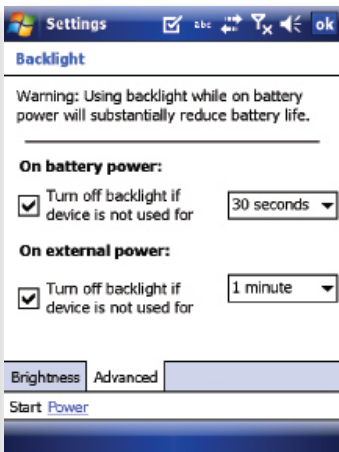 Settings abc ok
Backlight
Warning: Using backlight while on battery
power will substantially reduce battery life.
On battery power:
Turn off backlight if
device is not used for
30 seconds
On external power:
Turn off backlight if
device is not used for
1 minute
Brightness Advanced
Start Power